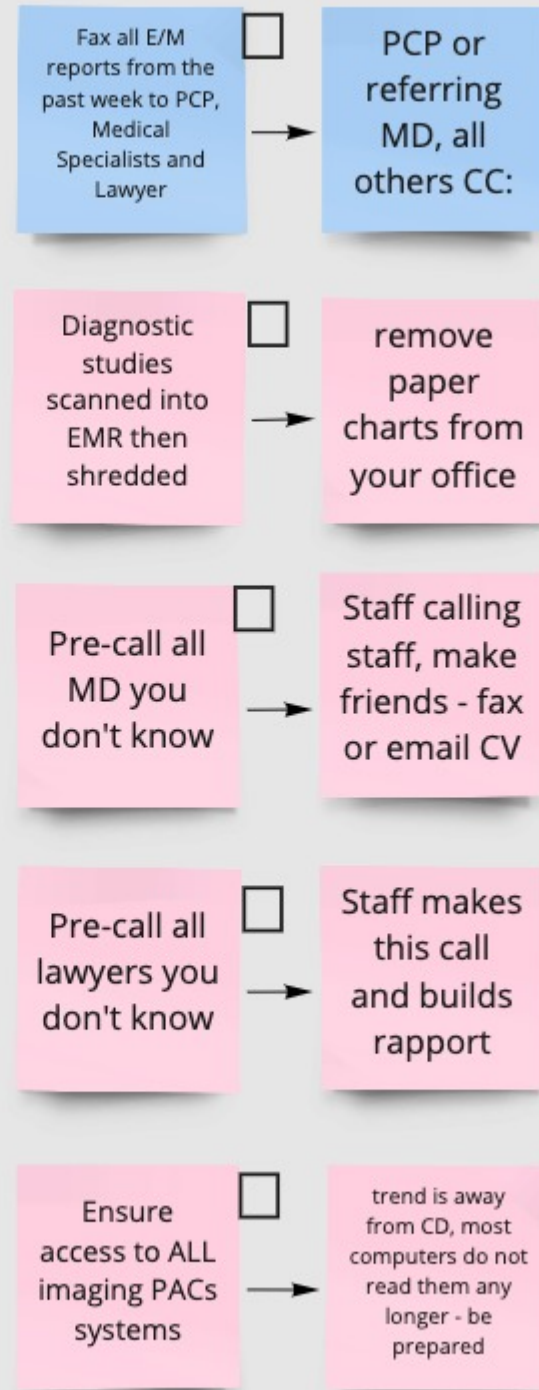 Fax all E/M
reports from the
past week to PCP,
Medical
Specialists and
Lawyer
PCP or
referring
MD, all
others CC:
Diagnostic
studies
scanned into
EMR then
shredded
remove
paper
charts from
your office
Pre-call all
MD you
don't know
Staff calling
staff, make
friends - fax
or email CV
Pre-call all
lawyers you
don't know
Staff makes
this call
and builds
rapport
Ensure
access to ALL
imaging PACs
systems
trend is away
from CD, most
computers do not
read them any
longer - be
prepared